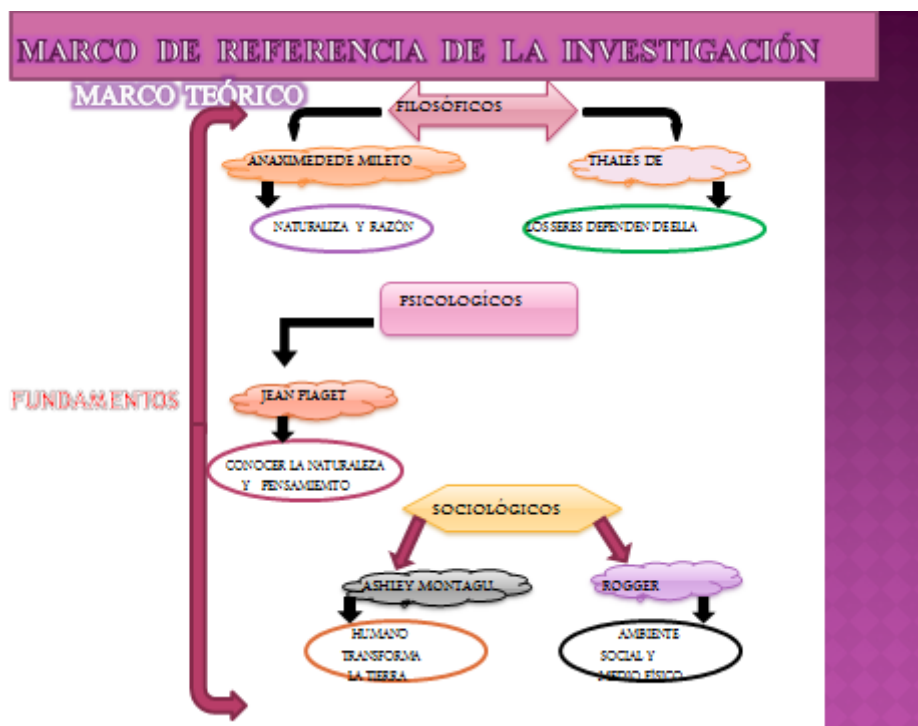 MARCO DE REFERENCIA DE LA INVESTIGACIÓN
MARCO TEÓRICO
FILOSÓFICOS
ANAXIMEDEDE MILETO
THALES DE
NATURALIZA Y RAZÓN
LOS SERES DEPENDEN DE ELLA
PSICOLOGÍCOS
JEAN PIAGET
FUNDAMENTOS
CONOCER LA NATURALEZA
Y PENSAMIEMTO
SOCIOLÓGICOS
ASHLEY MONTAGU.
ROGGER
HUMANO
TRANSFORMA
LA TIERRA
AMBIENTE
SOCIAL Y
MEDIO FÍSICO